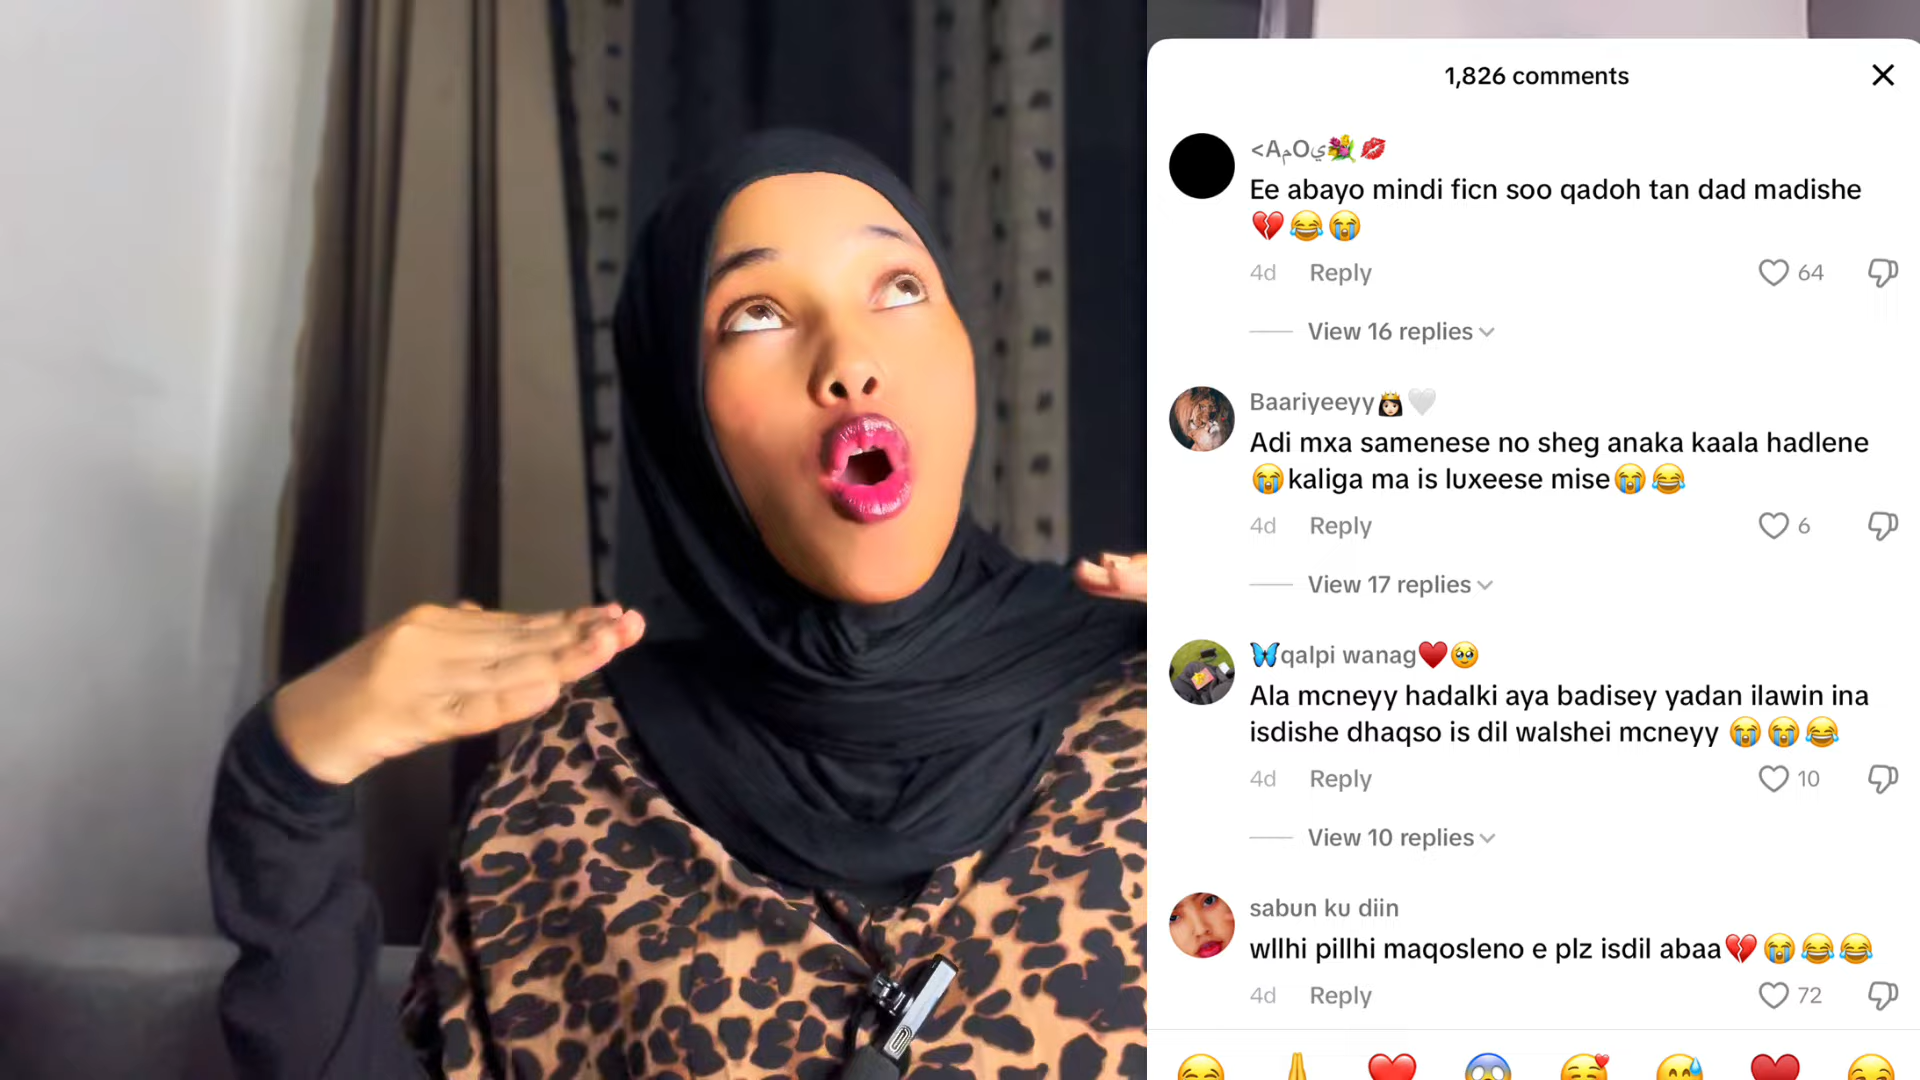 1,826 comments
<AمOي💐💋
Ee abayo mindi ficn soo qadoh tan dad madishe
💔😂😭
4d Reply 64
View 16 replies
Baariyeeyy👸🏻🤍
Adi mxa samenese no sheg anaka kaala hadlene
😭kaliga ma is luxeese mise😭😂
4d Reply 6
View 17 replies
🦋qalpi wanag❤️🥹
Ala mcneyy hadalki aya badisey yadan ilawin ina
isdishe dhaqso is dil walshei mcneyy 😭😭😂
4d Reply 10
View 10 replies
sabun ku diin
wllhi pillhi maqosleno e plz isdil abaa💔😭😂😂
4d Reply 72